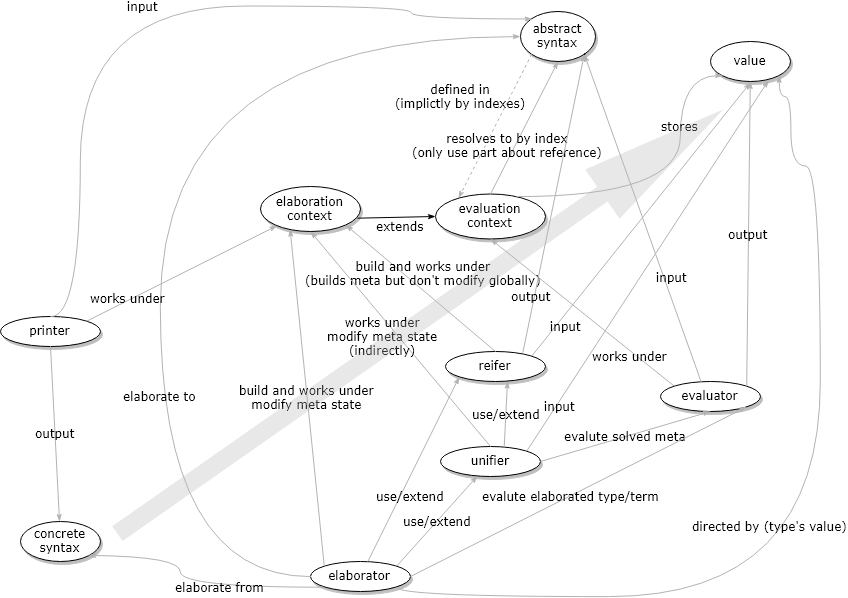 input
abstract
syntax
value
defined in
(implictly by indexes)
stores
resolves to by index
(only use part about reference)
elaboration
context
evaluation
context
extends
output
build and works under
(builds meta but don't modify globally)
input
output
works under
input
works under
modify meta state
(indirectly)
printer
works under
reifer
elaborate to
build and works under
modify meta state
evaluator
use/extend
input
output
evalute solved meta
unifier
use/extend
evalute elaborated type/term
use/extend
directed by (type's value)
concrete
syntax
elaborator
elaborate from